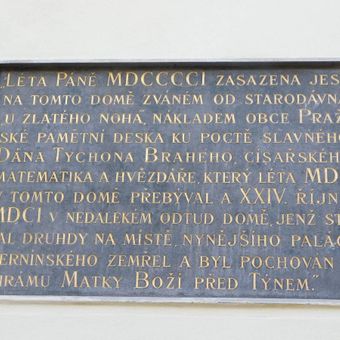 „LÉTA PÁNĚ MDCCCCCI ZASAZENA JES
NA TOMTO DOMĚ ZVANÉM OD STARODÁVNA
U ZLATÉHO NOHA, NÁKLADEM OBCE PRAŽ
SKÉ PAMĚTNÍ DESKA KU POCTĚ SLAVNÉHO
DÁNA TYCHONA BRAHEHO, CÍSAŘSKÉHO
MATEMATIKA A HVĚZDÁŘE, KTERÝ LÉTA MD
V TOMTO DOMĚ PŘEBÝVAL A XXIV. ŘÍJN
MDCI V NEDALEKÉM ODTUD DOMĚ, JENŽ ST
AL DRUHDY NA MÍSTĚ NYNĚJŠÍHO PALÁC
ERNÍNSKÉHO ZEMŘEL A BYL POCHOVÁN
HRÁMU MATKY BOŽÍ PŘED TÝNEM."